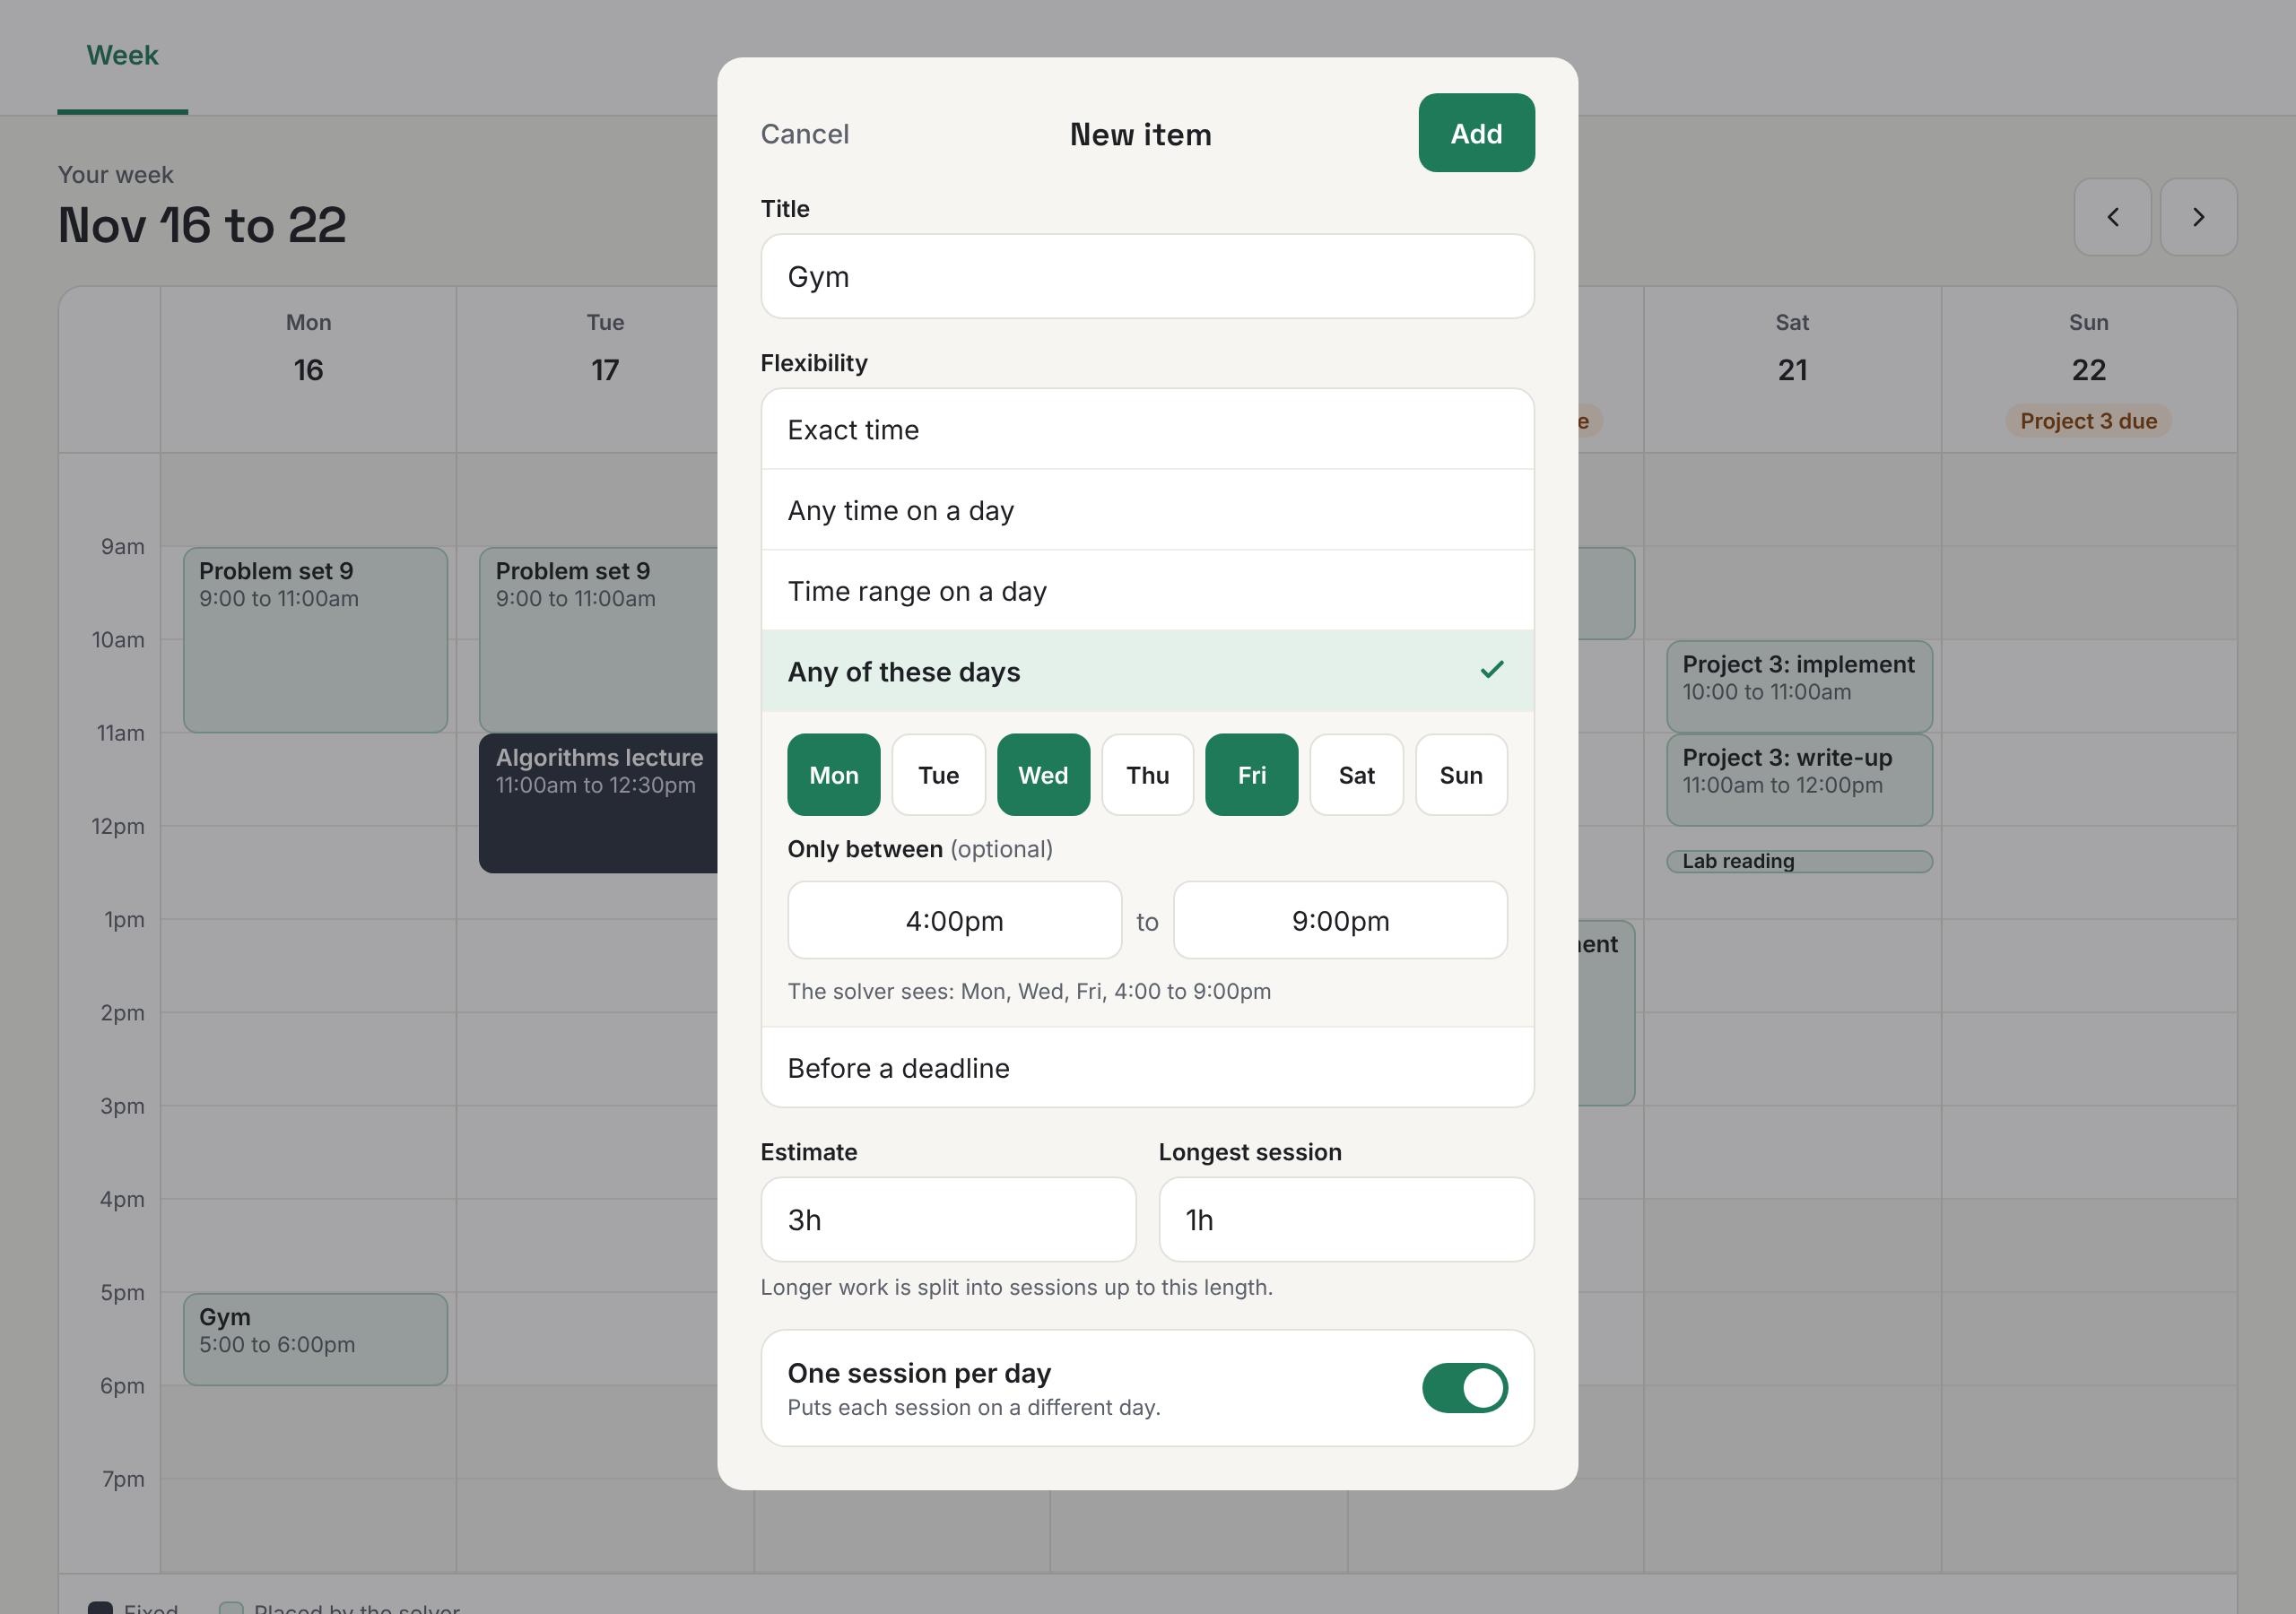 Week
Your week
Nov 16 to 22
Mon
16
Tue
17
Sat
21
Sun
22
Project 3 due
9am
10am
11am
12pm
1pm
2pm
3pm
4pm
5pm
6pm
7pm
Problem set 9
9:00 to 11:00am
Gym
5:00 to 6:00pm
Problem set 9
9:00 to 11:00am
Algorithms lecture
11:00am to 12:30pm
Project 3: implement
10:00 to 11:00am
Project 3: write-up
11:00am to 12:00pm
Lab reading
Fixed
Placed by the solver
Cancel
New item
Add
Title
Gym
Flexibility
Exact time
Any time on a day
Time range on a day
Any of these days
Mon Tue Wed Thu Fri Sat Sun
Only between (optional)
4:00pm to 9:00pm
The solver sees: Mon, Wed, Fri, 4:00 to 9:00pm
Before a deadline
Estimate
3h
Longest session
1h
Longer work is split into sessions up to this length.
One session per day
Puts each session on a different day.